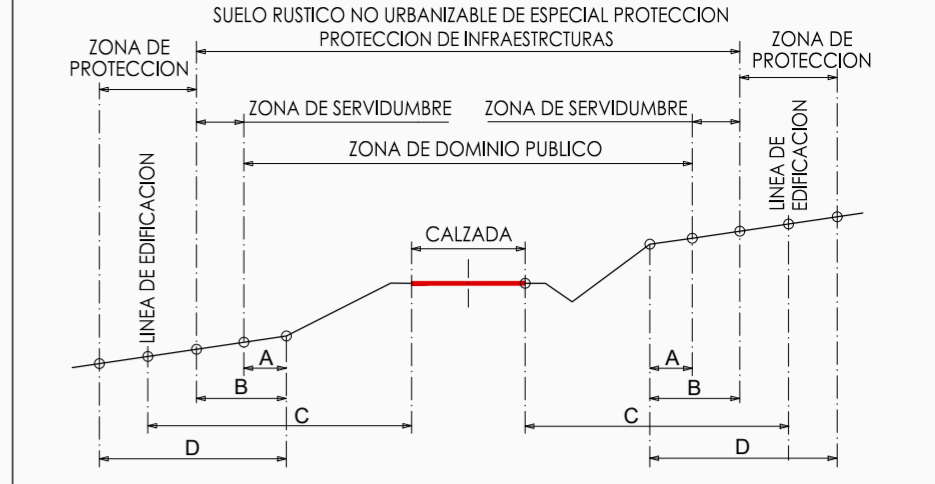 SUELO RUSTICO NO URBANIZABLE DE ESPECIAL PROTECCION
PROTECCION DE INFRAESTRCTURAS
ZONA DE
PROTECCION
ZONA DE
PROTECCION
ZONA DE SERVIDUMBRE
ZONA DE SERVIDUMBRE
ZONA DE DOMINIO PUBLICO
LINEA DE EDIFICACION
LINEA DE
EDIFICACION
CALZADA
A
A
B
B
C
C
D
D